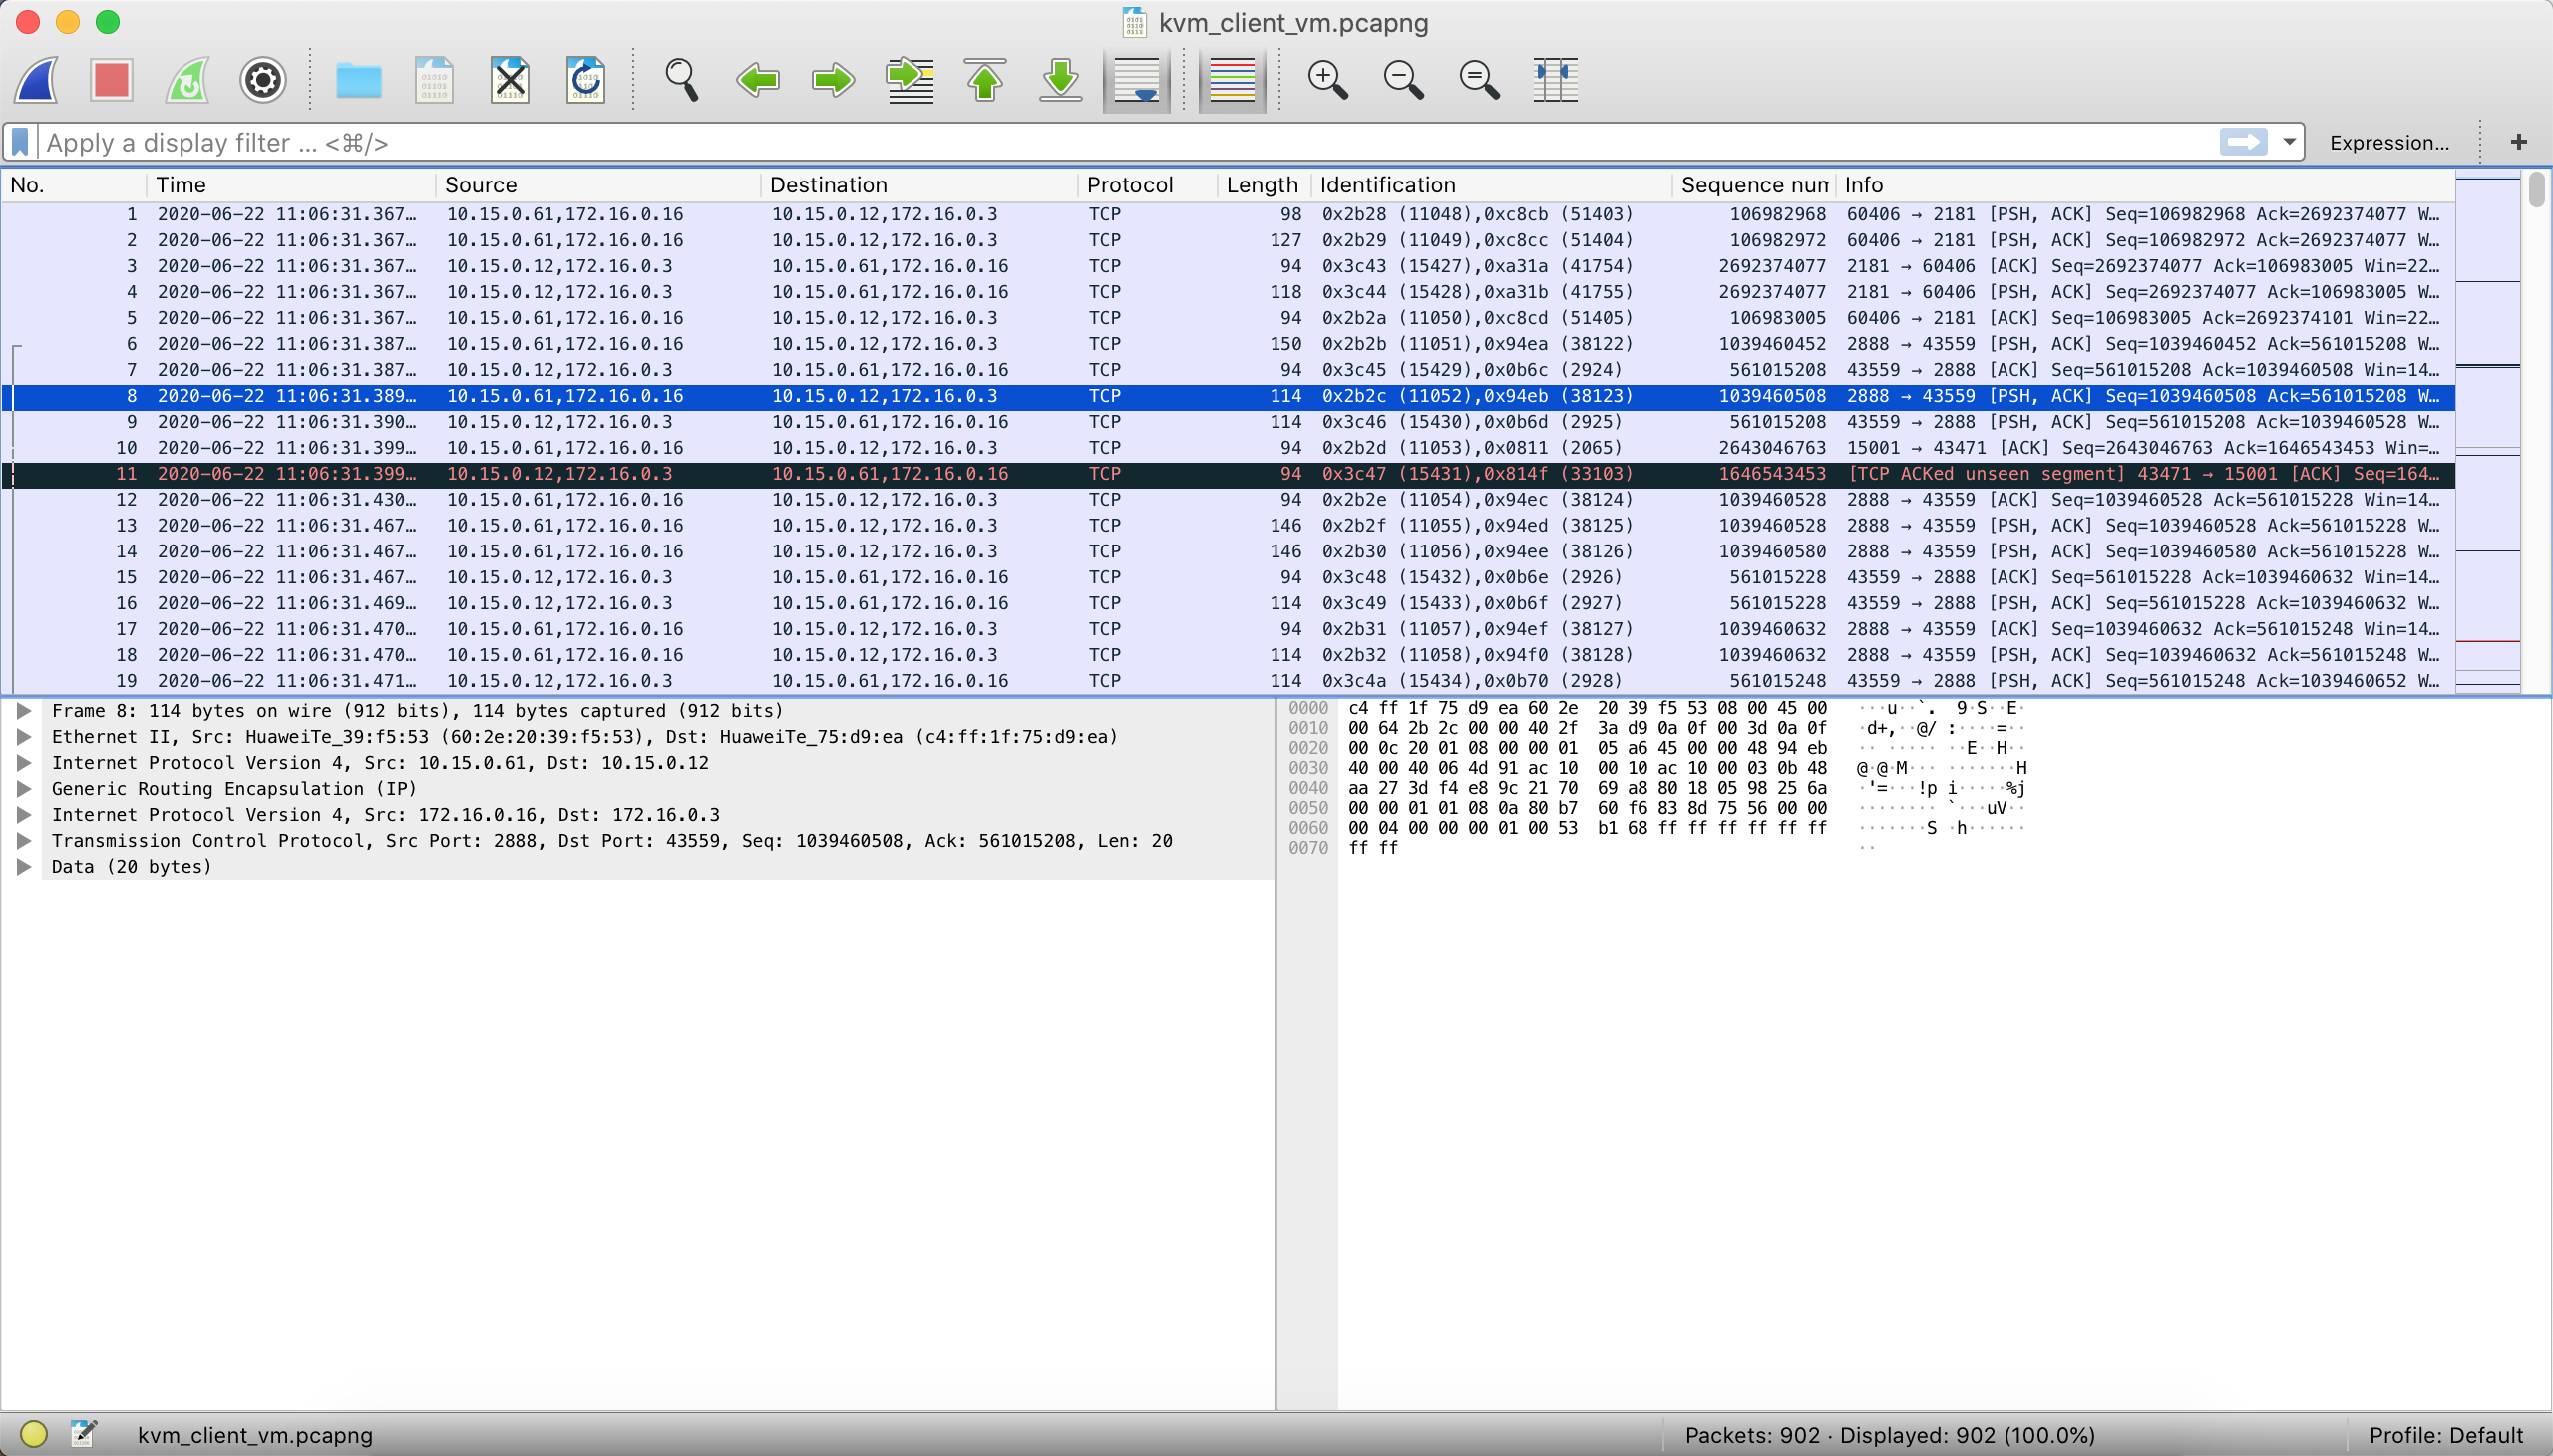 kvm_client_vm.pcapng
Apply a display filter ... <⌘/>
Expression...
+
No. Time Source Destination Protocol Length Identification Sequence num Info
1 2020-06-22 11:06:31.367… 10.15.0.61,172.16.0.16 10.15.0.12,172.16.0.3 TCP 98 0x2b28 (11048),0xc8cb (51403) 106982968 60406 → 2181 [PSH, ACK] Seq=106982968 Ack=2692374077 W…
2 2020-06-22 11:06:31.367… 10.15.0.61,172.16.0.16 10.15.0.12,172.16.0.3 TCP 127 0x2b29 (11049),0xc8cc (51404) 106982972 60406 → 2181 [PSH, ACK] Seq=106982972 Ack=2692374077 W…
3 2020-06-22 11:06:31.367… 10.15.0.12,172.16.0.3 10.15.0.61,172.16.0.16 TCP 94 0x3c43 (15427),0xa31a (41754) 2692374077 2181 → 60406 [ACK] Seq=2692374077 Ack=106983005 Win=22…
4 2020-06-22 11:06:31.367… 10.15.0.12,172.16.0.3 10.15.0.61,172.16.0.16 TCP 118 0x3c44 (15428),0xa31b (41755) 2692374077 2181 → 60406 [PSH, ACK] Seq=2692374077 Ack=106983005 W…
5 2020-06-22 11:06:31.367… 10.15.0.61,172.16.0.16 10.15.0.12,172.16.0.3 TCP 94 0x2b2a (11050),0xc8cd (51405) 106983005 60406 → 2181 [ACK] Seq=106983005 Ack=2692374101 Win=22…
6 2020-06-22 11:06:31.387… 10.15.0.61,172.16.0.16 10.15.0.12,172.16.0.3 TCP 150 0x2b2b (11051),0x94ea (38122) 1039460452 2888 → 43559 [PSH, ACK] Seq=1039460452 Ack=561015208 W…
7 2020-06-22 11:06:31.387… 10.15.0.12,172.16.0.3 10.15.0.61,172.16.0.16 TCP 94 0x3c45 (15429),0x0b6c (2924) 561015208 43559 → 2888 [ACK] Seq=561015208 Ack=1039460508 Win=14…
8 2020-06-22 11:06:31.389… 10.15.0.61,172.16.0.16 10.15.0.12,172.16.0.3 TCP 114 0x2b2c (11052),0x94eb (38123) 1039460508 2888 → 43559 [PSH, ACK] Seq=1039460508 Ack=561015208 W…
9 2020-06-22 11:06:31.390… 10.15.0.12,172.16.0.3 10.15.0.61,172.16.0.16 TCP 114 0x3c46 (15430),0x0b6d (2925) 561015208 43559 → 2888 [PSH, ACK] Seq=561015208 Ack=1039460528 W…
10 2020-06-22 11:06:31.399… 10.15.0.61,172.16.0.16 10.15.0.12,172.16.0.3 TCP 94 0x2b2d (11053),0x0811 (2065) 2643046763 15001 → 43471 [ACK] Seq=2643046763 Ack=1646543453 Win=…
11 2020-06-22 11:06:31.399… 10.15.0.12,172.16.0.3 10.15.0.61,172.16.0.16 TCP 94 0x3c47 (15431),0x814f (33103) 1646543453 [TCP ACKed unseen segment] 43471 → 15001 [ACK] Seq=164…
12 2020-06-22 11:06:31.430… 10.15.0.61,172.16.0.16 10.15.0.12,172.16.0.3 TCP 94 0x2b2e (11054),0x94ec (38124) 1039460528 2888 → 43559 [ACK] Seq=1039460528 Ack=561015228 Win=14…
13 2020-06-22 11:06:31.467… 10.15.0.61,172.16.0.16 10.15.0.12,172.16.0.3 TCP 146 0x2b2f (11055),0x94ed (38125) 1039460528 2888 → 43559 [PSH, ACK] Seq=1039460528 Ack=561015228 W…
14 2020-06-22 11:06:31.467… 10.15.0.61,172.16.0.16 10.15.0.12,172.16.0.3 TCP 146 0x2b30 (11056),0x94ee (38126) 1039460580 2888 → 43559 [PSH, ACK] Seq=1039460580 Ack=561015228 W…
15 2020-06-22 11:06:31.467… 10.15.0.12,172.16.0.3 10.15.0.61,172.16.0.16 TCP 94 0x3c48 (15432),0x0b6e (2926) 561015228 43559 → 2888 [ACK] Seq=561015228 Ack=1039460632 Win=14…
16 2020-06-22 11:06:31.469… 10.15.0.12,172.16.0.3 10.15.0.61,172.16.0.16 TCP 114 0x3c49 (15433),0x0b6f (2927) 561015228 43559 → 2888 [PSH, ACK] Seq=561015228 Ack=1039460632 W…
17 2020-06-22 11:06:31.470… 10.15.0.61,172.16.0.16 10.15.0.12,172.16.0.3 TCP 94 0x2b31 (11057),0x94ef (38127) 1039460632 2888 → 43559 [ACK] Seq=1039460632 Ack=561015248 Win=14…
18 2020-06-22 11:06:31.470… 10.15.0.61,172.16.0.16 10.15.0.12,172.16.0.3 TCP 114 0x2b32 (11058),0x94f0 (38128) 1039460632 2888 → 43559 [PSH, ACK] Seq=1039460632 Ack=561015248 W…
19 2020-06-22 11:06:31.471… 10.15.0.12,172.16.0.3 10.15.0.61,172.16.0.16 TCP 114 0x3c4a (15434),0x0b70 (2928) 561015248 43559 → 2888 [PSH, ACK] Seq=561015248 Ack=1039460652 W…
Frame 8: 114 bytes on wire (912 bits), 114 bytes captured (912 bits)
Ethernet II, Src: HuaweiTe_39:f5:53 (60:2e:20:39:f5:53), Dst: HuaweiTe_75:d9:ea (c4:ff:1f:75:d9:ea)
Internet Protocol Version 4, Src: 10.15.0.61, Dst: 10.15.0.12
Generic Routing Encapsulation (IP)
Internet Protocol Version 4, Src: 172.16.0.16, Dst: 172.16.0.3
Transmission Control Protocol, Src Port: 2888, Dst Port: 43559, Seq: 1039460508, Ack: 561015208, Len: 20
Data (20 bytes)
0000 c4 ff 1f 75 d9 ea 60 2e 20 39 f5 53 08 00 45 00 ···u··`. 9·S··E·
0010 00 64 2b 2c 00 00 40 2f 3a d9 0a 0f 00 3d 0a 0f ·d+,··@/ :····=··
0020 00 0c 20 01 08 00 00 01 05 a6 45 00 00 48 94 eb ·· ····· ··E··H··
0030 40 00 40 06 4d 91 ac 10 00 10 ac 10 00 03 0b 48 @·@·M··· ·······H
0040 aa 27 3d f4 e8 9c 21 70 69 a8 80 18 05 98 25 6a ·'=···!p i·····%j
0050 00 00 01 01 08 0a 80 b7 60 f6 83 8d 75 56 00 00 ········ `···uV··
0060 00 04 00 00 00 01 00 53 b1 68 ff ff ff ff ff ff ·······S ·h······
0070 ff ff ··
kvm_client_vm.pcapng
Packets: 902 · Displayed: 902 (100.0%)
Profile: Default